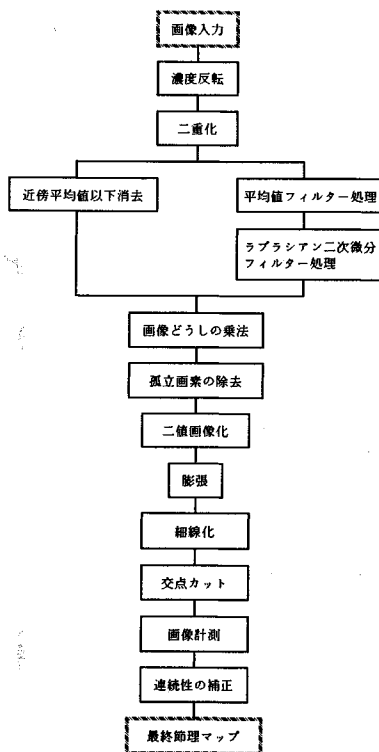 画像入力
濃度反転
二重化
近傍平均値以下消去
平均値フィルター処理
ラプラシアン二次微分
フィルター処理
画像どうしの乗法
孤立画素の除去
二値画像化
膨張
細線化
交点カット
画像計測
連続性の補正
最終節理マップ